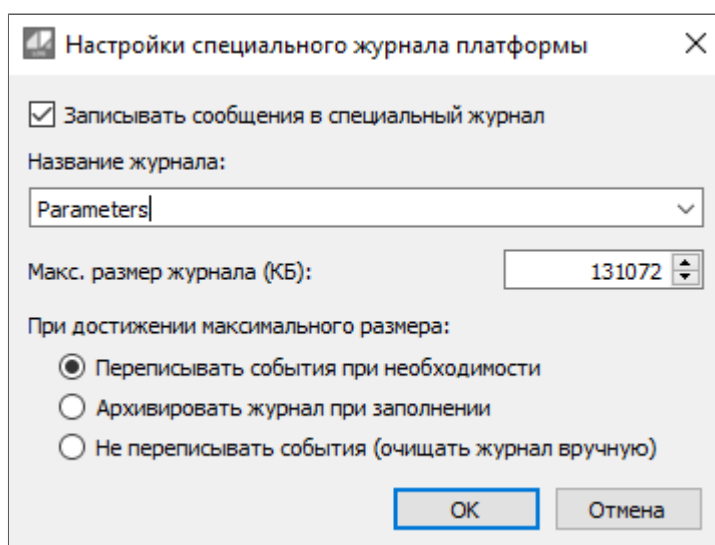 Настройки специального журнала платформы
Записывать сообщения в специальный журнал
Название журнала:
Parameters
Макс. размер журнала (КБ):
131072
При достижении максимального размера:
Переписывать события при необходимости
Архивировать журнал при заполнении
Не переписывать события (очищать журнал вручную)
OK
Отмена